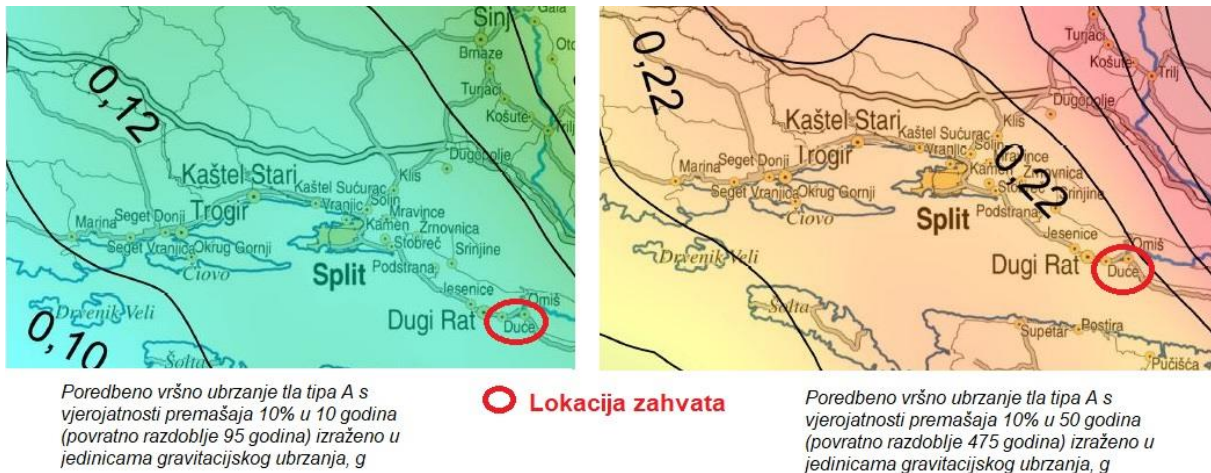 Sinj
Gala
Oto
Brnaze
Turjaci
Košute
Trilj
0,12
Dugopolje
Kaštel Stari
Klis
Kaštel Sućurac
Solin
Marina
Seget Donji
Trogir
Vranjic
Mravince
Kamen
Žrnovnica
Seget Vranjica
Okrug Gornji
Stobreč
Srinjine
Čiovo
Split
Podstrana
Drvenik Veli
Jesenice
Omiš
Dugi Rat
Duće
0,10
Šolta
Turjaci
0,22
Košute
Trilj
Dugopolje
Kaštel Stari
Klis
Kaštel Sućurac
Solin
Marina
Seget Donji
Trogir
Vranjic
Mravince
0,22
Kamen
Seget Vranjica
Okrug Gornji
Stobreč
Srinjine
Čiovo
Split
Podstrana
Drvenik Veli
Jesenice
Omiš
Dugi Rat
Duće
Šolta
Supetar
Postira
Pučišća
Poredbeno vršno ubrzanje tla tipa A s
vjerojatnosti premašaja 10% u 10 godina
(povratno razdoblje 95 godina) izraženo u
jedinicama gravitacijskog ubrzanja, g
Lokacija zahvata
Poredbeno vršno ubrzanje tla tipa A s
vjerojatnosti premašaja 10% u 50 godina
(povratno razdoblje 475 godina) izraženo u
jedinicama gravitacijskog ubrzanja, g